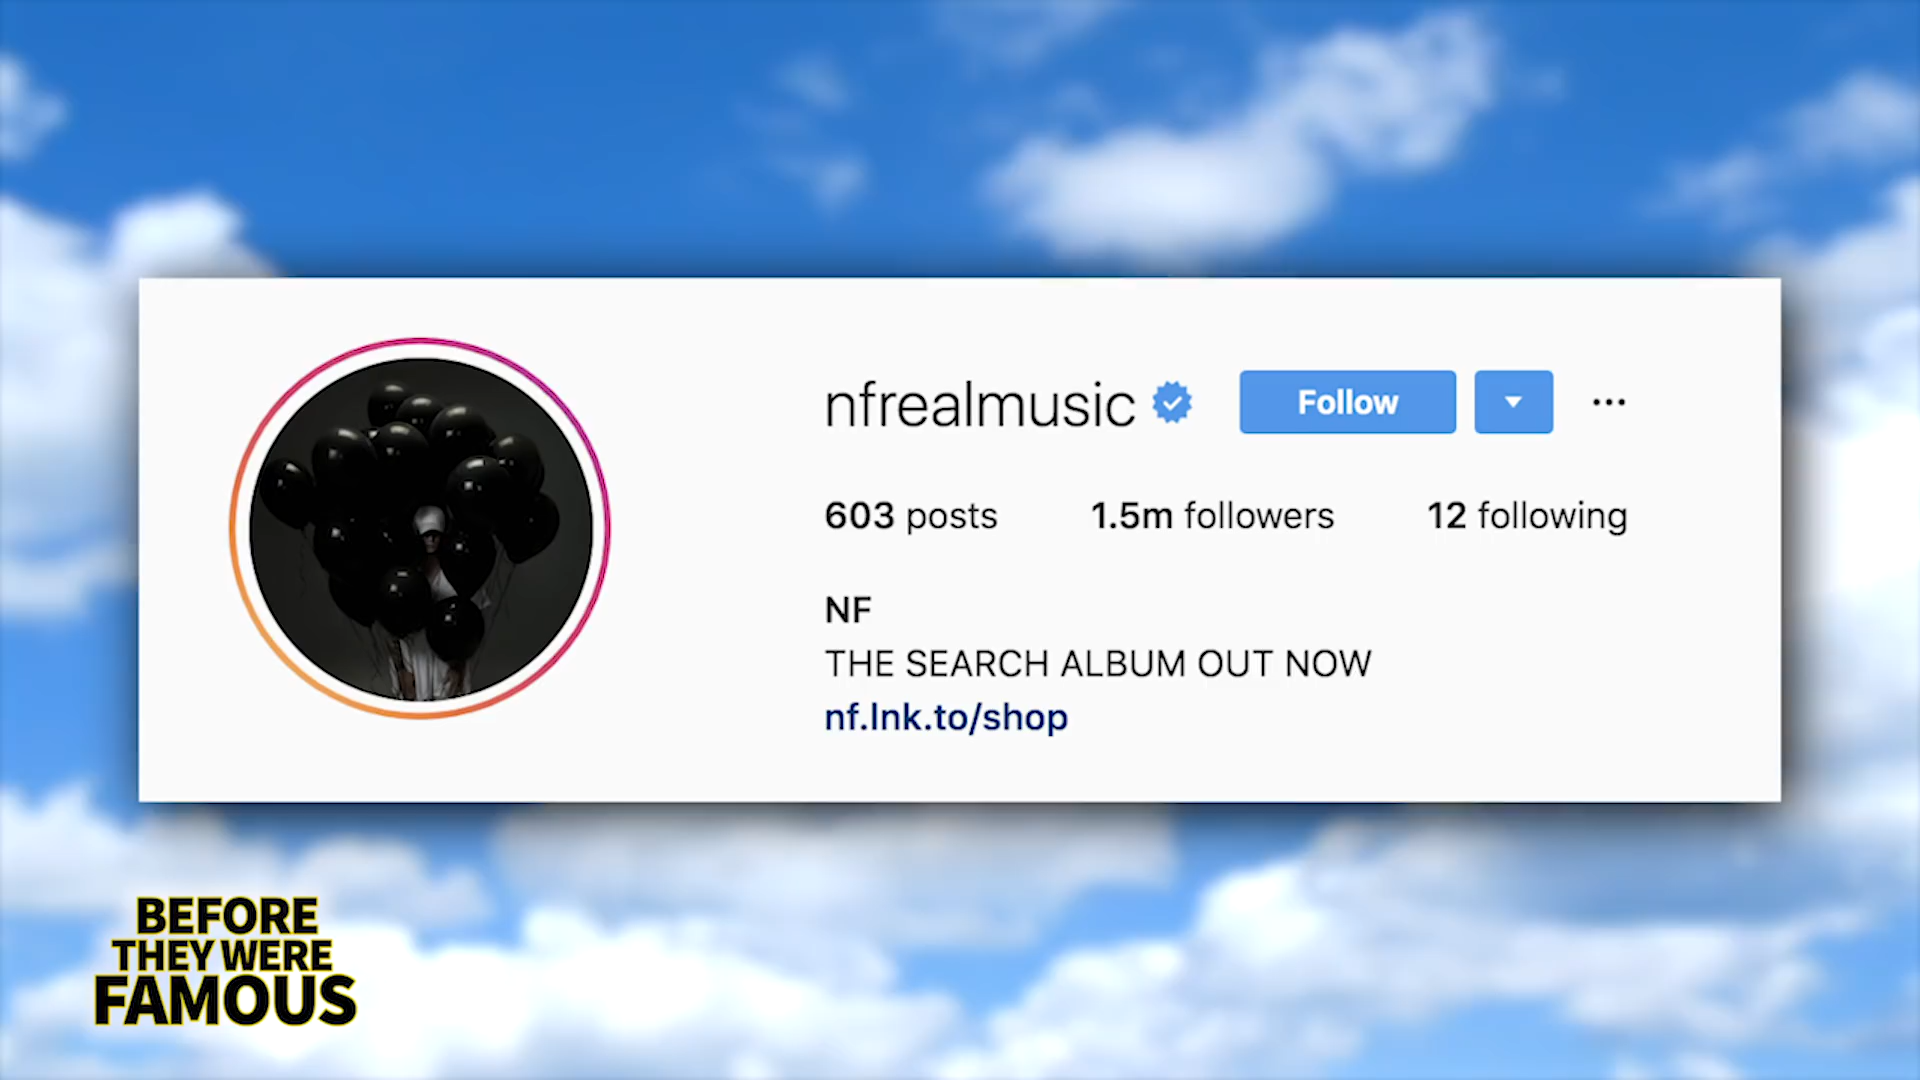 nfrealmusic Follow
603 posts 1.5m followers 12 following
NF
THE SEARCH ALBUM OUT NOW
nf.lnk.to/shop
BEFORE
THEY WERE
FAMOUS